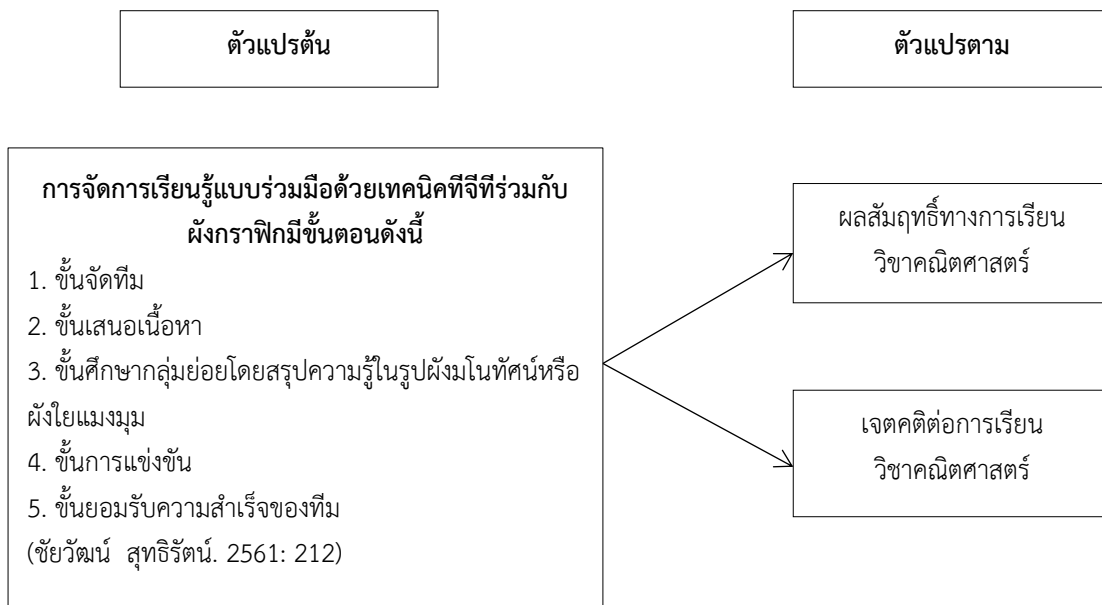 ตัวแปรต้น
ตัวแปรตาม
การจัดการเรียนรู้แบบร่วมมือด้วยเทคนิคทีจีทีร่วมกับ
ผังกราฟิกมีขั้นตอนดังนี้
1. ขั้นจัดทีม
2. ขั้นเสนอเนื้อหา
3. ขั้นศึกษากลุ่มย่อยโดยสรุปความรู้ในรูปผังมโนทัศน์หรือ
ผังใยแมงมุม
4. ขั้นการแข่งขัน
5. ขั้นยอมรับความสำเร็จของทีม
(ชัยวัฒน์  สุทธิรัตน์. 2561: 212)
ผลสัมฤทธิ์ทางการเรียน
วิขาคณิตศาสตร์
เจตคติต่อการเรียน
วิชาคณิตศาสตร์